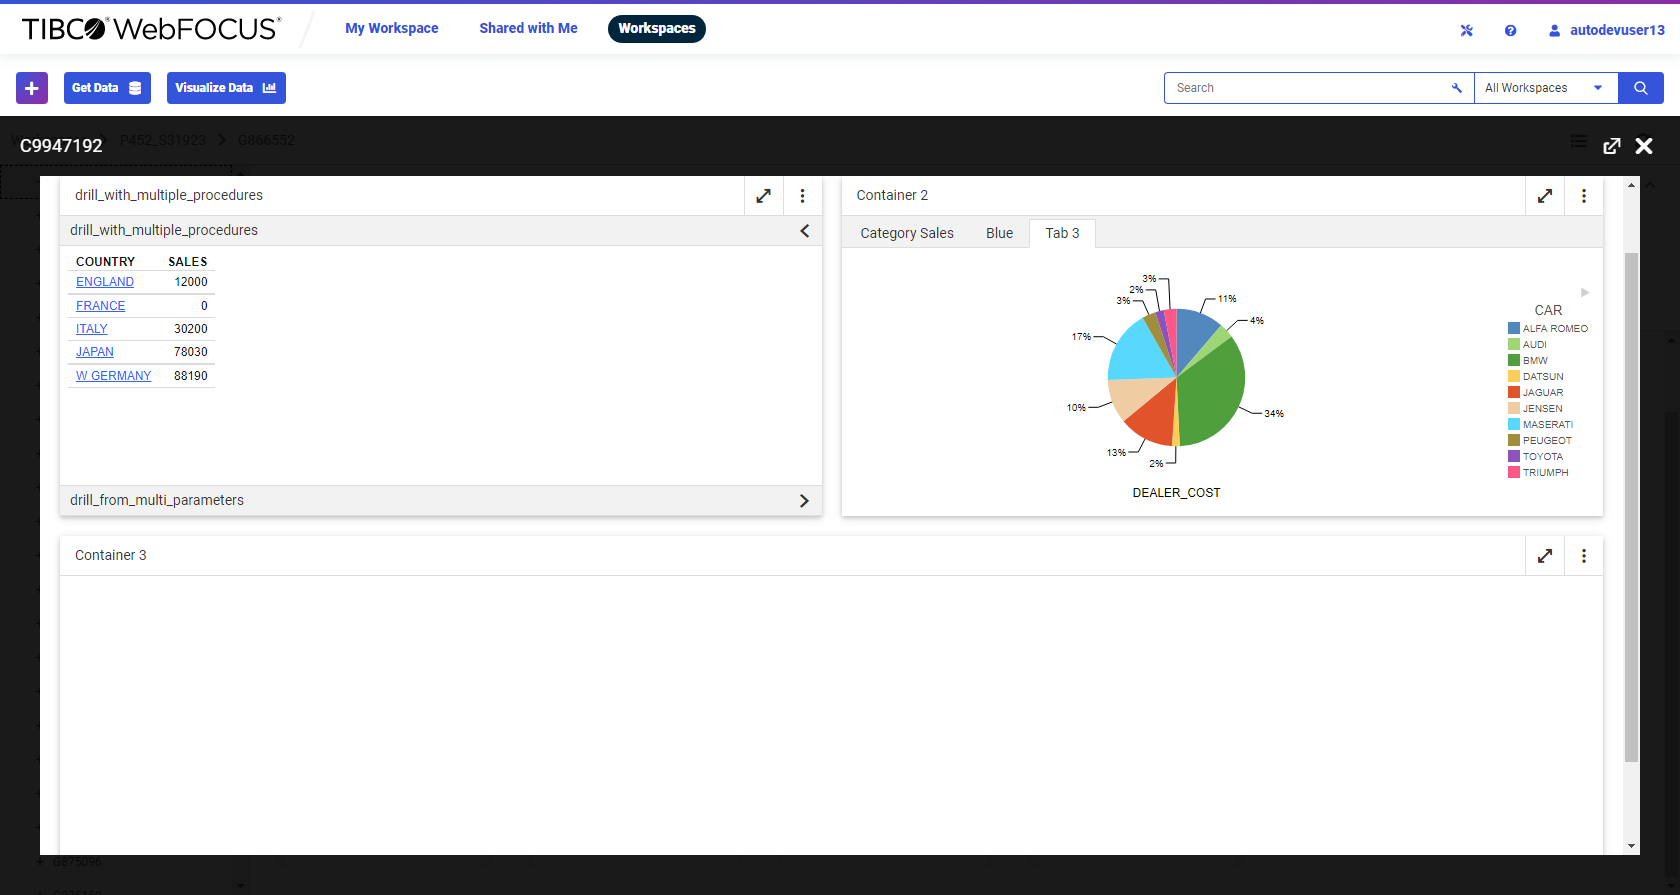 TIBCO® WebFOCUS®
My Workspace
Shared with Me
Workspaces
autodevuser13
Get Data
Visualize Data
Search
All Workspaces
P452_S31923
G866552
C9947192
drill_with_multiple_procedures
drill_with_multiple_procedures
COUNTRY SALES
ENGLAND 12000
FRANCE 0
ITALY 30200
JAPAN 78030
W GERMANY 88190
drill_from_multi_parameters
Container 2
Category Sales
Blue
Tab 3
3%
2%
3%
11%
4%
17%
10%
34%
13%
2%
DEALER_COST
CAR
ALFA ROMEO
AUDI
BMW
DATSUN
JAGUAR
JENSEN
MASERATI
PEUGEOT
TOYOTA
TRIUMPH
Container 3
G875096